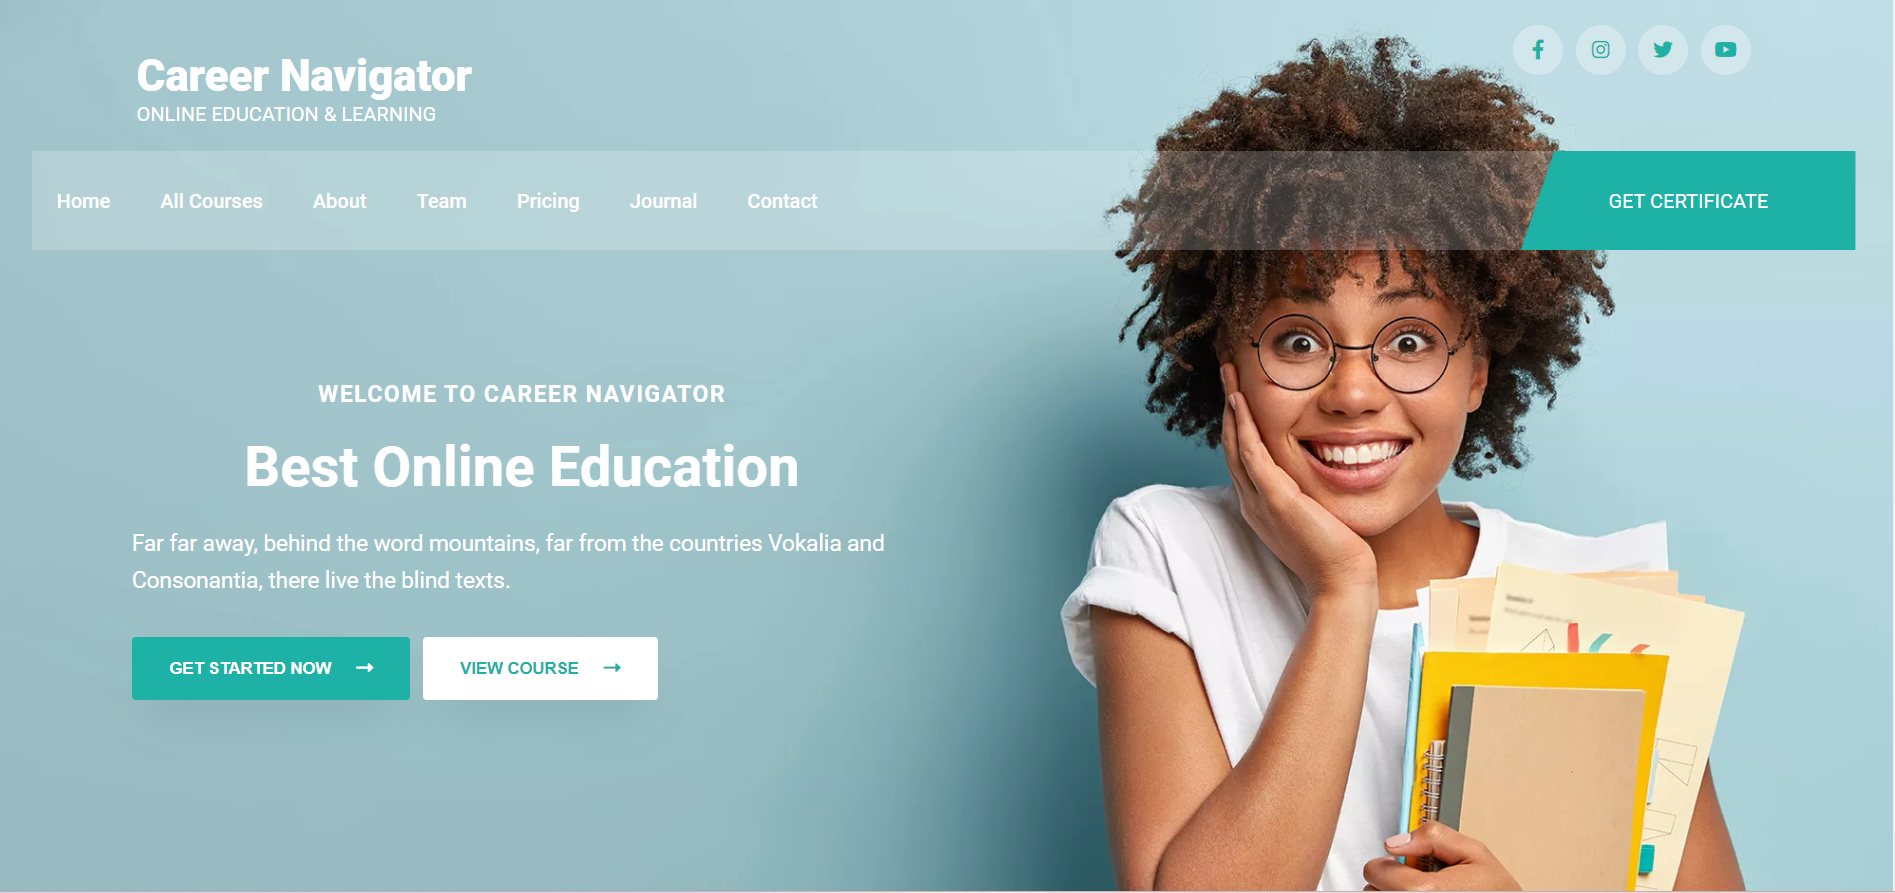 Career Navigator
ONLINE EDUCATION & LEARNING
Home All Courses About Team Pricing Journal Contact GET CERTIFICATE
WELCOME TO CAREER NAVIGATOR
Best Online Education
Far far away, behind the word mountains, far from the countries Vokalia and
Consonantia, there live the blind texts.
GET STARTED NOW VIEW COURSE